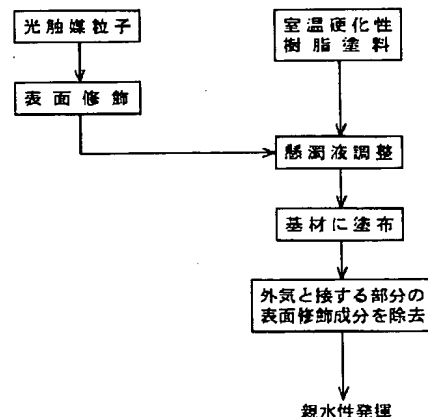 光触媒粒子
室温硬化性
樹脂塗料
表面修飾
懸濁液調整
基材に塗布
外気と接する部分の
表面修飾成分を除去
親水性発揮